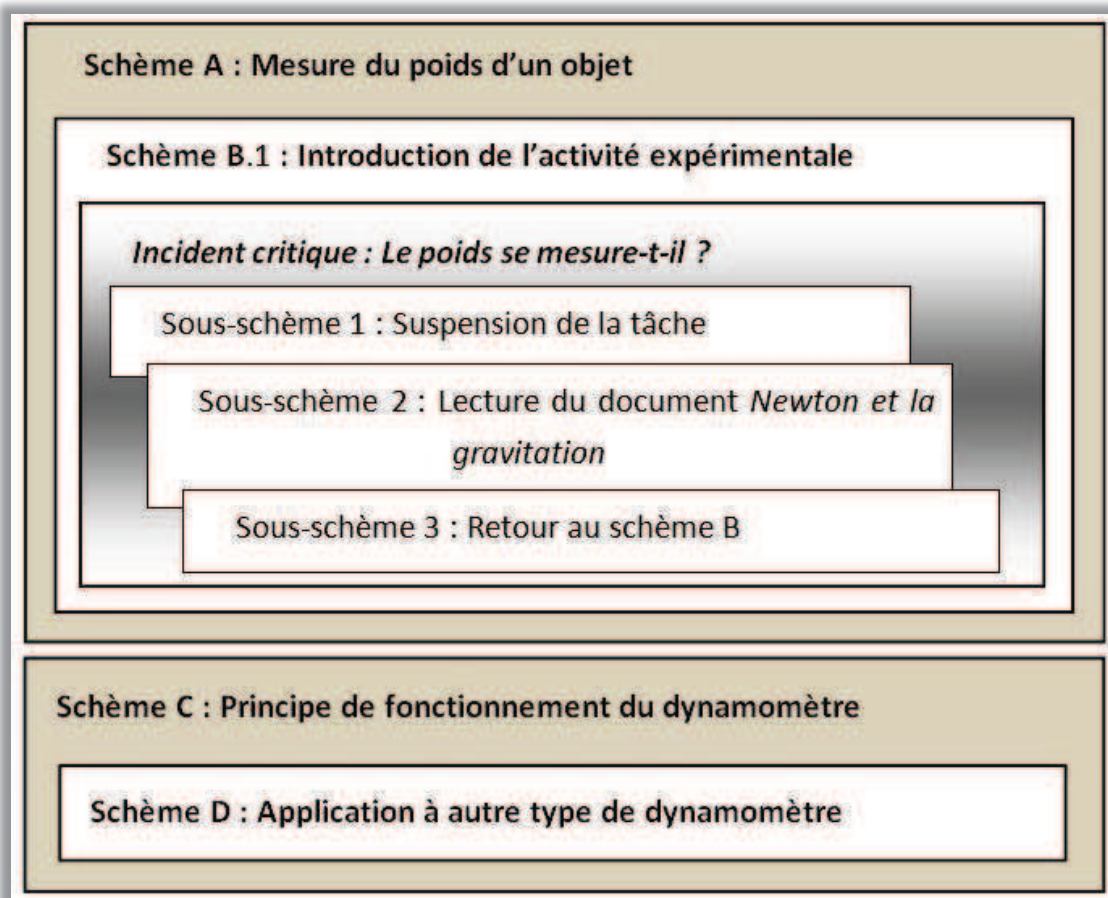 Schème A : Mesure du poids d'un objet
Schème B.1 : Introduction de l'activité expérimentale
Incident critique : Le poids se mesure-t-il ?
Sous-schème 1 : Suspension de la tâche
Sous-schème 2 : Lecture du document Newton et la
gravitation
Sous-schème 3 : Retour au schème B
Schème C : Principe de fonctionnement du dynamomètre
Schème D : Application à autre type de dynamomètre